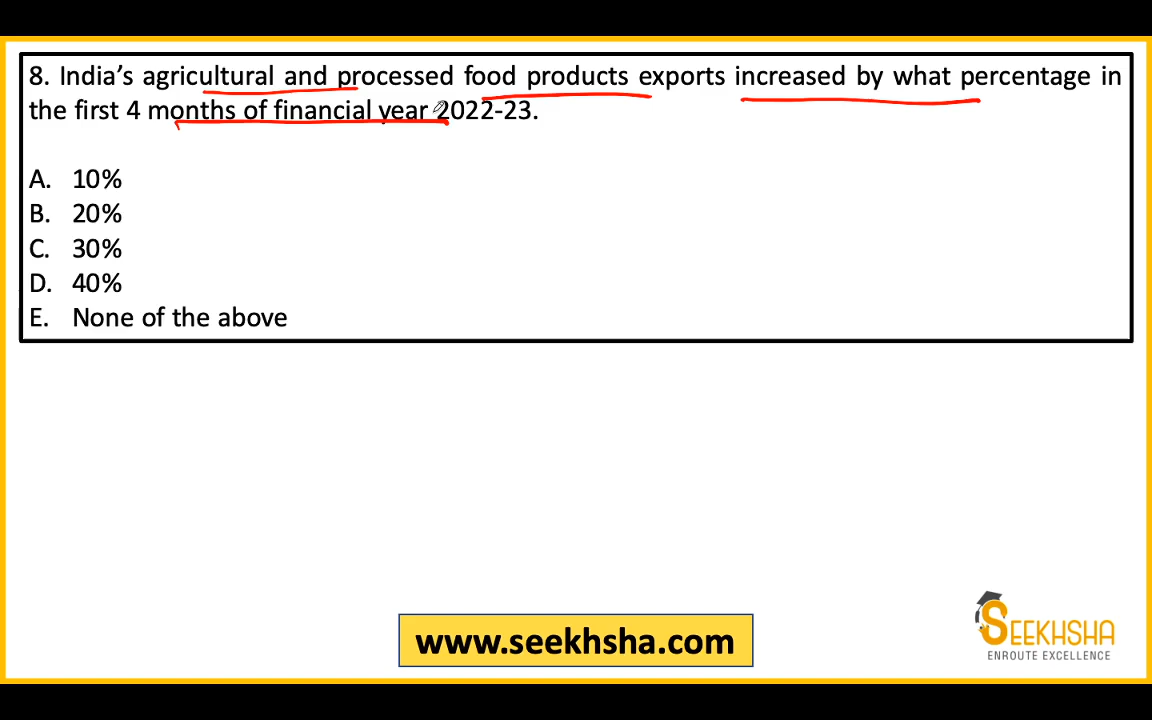 8. India’s agricultural and processed food products exports increased by what percentage in
the first 4 months of financial year 2022-23.
A. 10%
B. 20%
C. 30%
D. 40%
E. None of the above
www.seekhsha.com
SEEKHSHA
ENROUTE EXCELLENCE